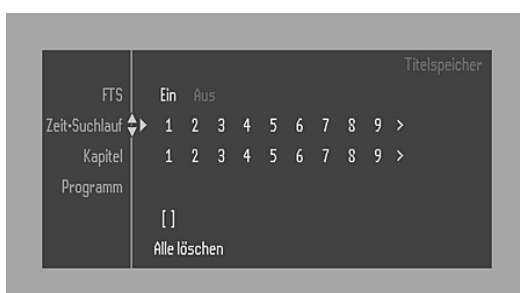 Titelspeicher
FTS Ein Aus
Zeit-Suchlauf 1 2 3 4 5 6 7 8 9 >
Kapitel 1 2 3 4 5 6 7 8 9 >
Programm
[ ]
Alle löschen